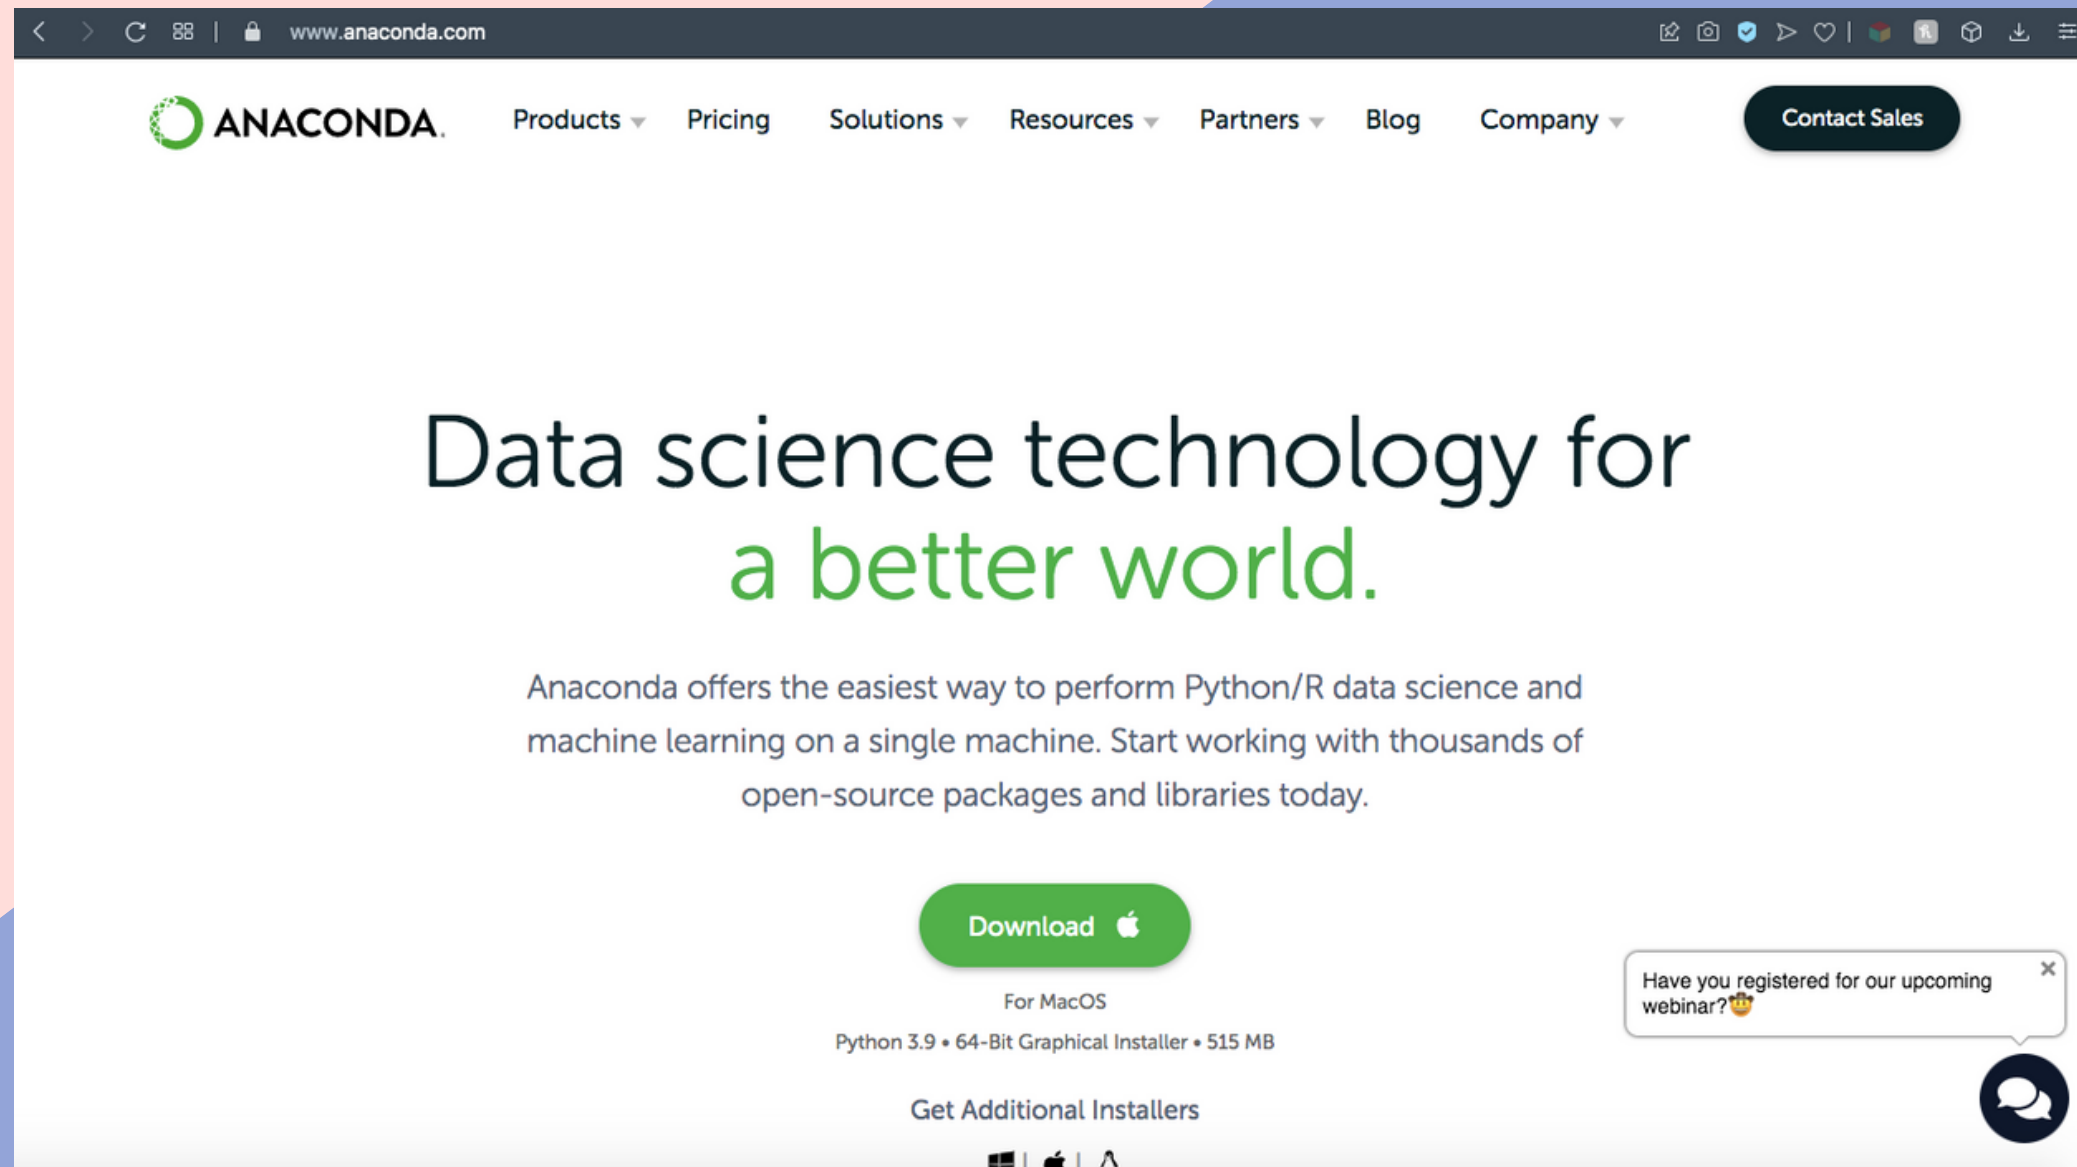 www.anaconda.com
ANACONDA.
Products
Pricing
Solutions
Resources
Partners
Blog
Company
Contact Sales
Data science technology for
a better world.
Anaconda offers the easiest way to perform Python/R data science and
machine learning on a single machine. Start working with thousands of
open-source packages and libraries today.
Download
For MacOS
Python 3.9 • 64-Bit Graphical Installer • 515 MB
Get Additional Installers
Have you registered for our upcoming
webinar?🤠